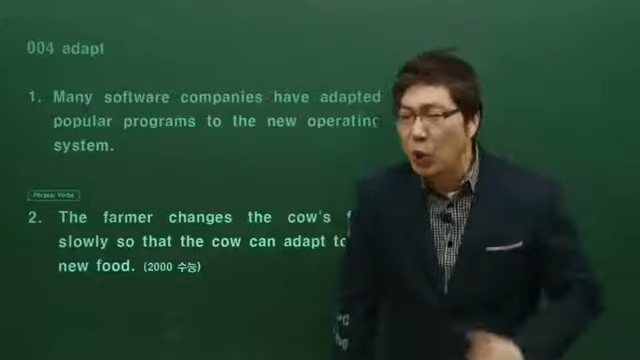 004 adapt
1. Many software companies have adapted
popular programs to the new operating
system.
Phrasal Verbs
2. The farmer changes the cow's
slowly so that the cow can adapt to
new food. (2000 수능)